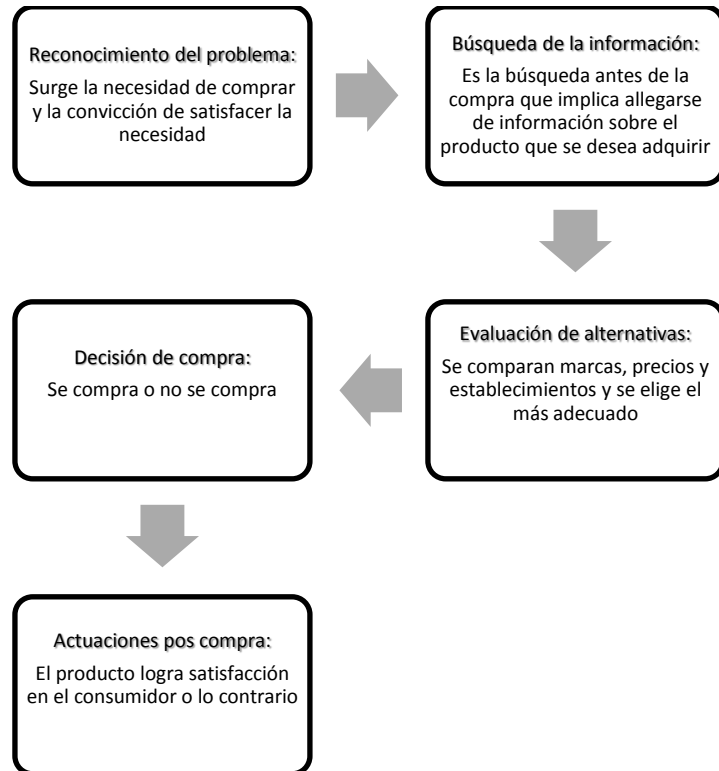 Reconocimiento del problema:
Surge la necesidad de comprar
y la convicción de satisfacer la
necesidad
Búsqueda de la información:
Es la búsqueda antes de la
compra que implica allegarse
de información sobre el
producto que se desea adquirir
Evaluación de alternativas:
Se comparan marcas, precios y
establecimientos y se elige el
más adecuado
Decisión de compra:
Se compra o no se compra
Actuaciones pos compra:
El producto logra satisfacción
en el consumidor o lo contrario